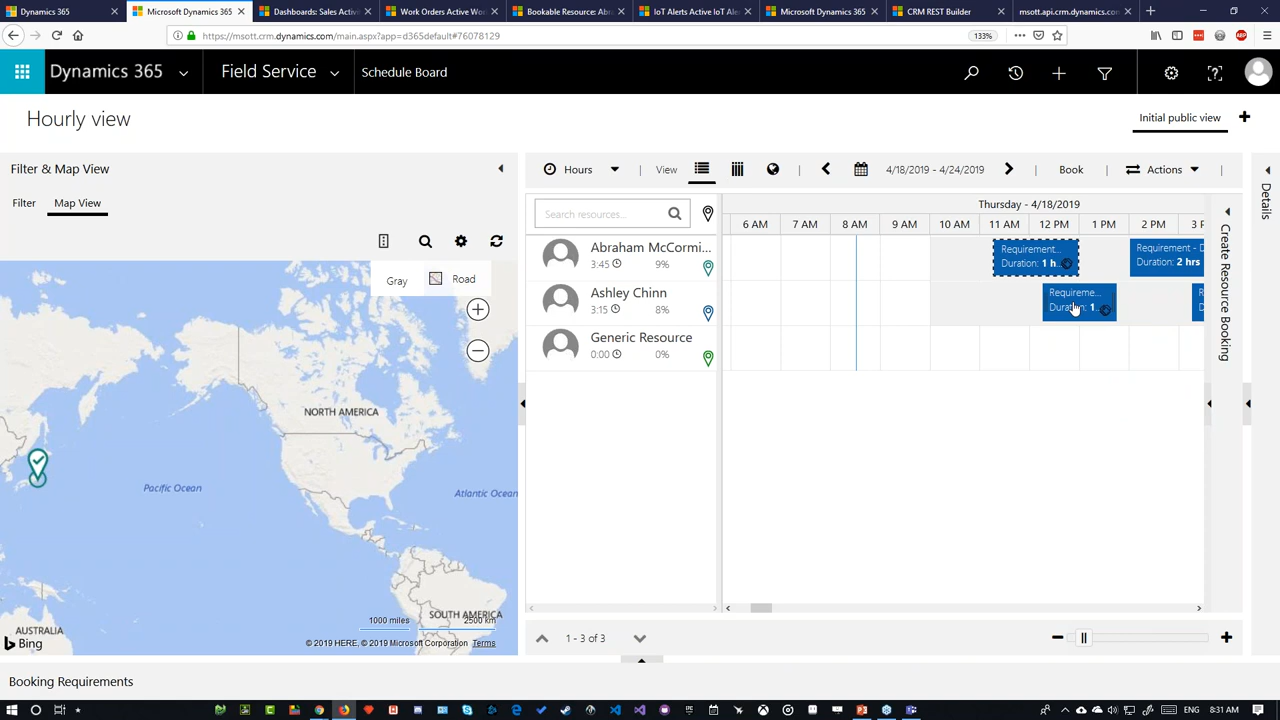 Dynamics 365
Microsoft Dynamics 365
Dashboards: Sales Activi
Work Orders Active Wo
Bookable Resource: Abra
IoT Alerts Active IoT Al
Microsoft Dynamics 365
CRM REST Builder
msott.api.crm.dynamics.com
https://msott.crm.dynamics.com/main.aspx?app=d365default#76078129
133%
Dynamics 365
Field Service
Schedule Board
Hourly view
Initial public view
Filter & Map View
Hours
View
4/18/2019 - 4/24/2019
Book
Actions
Details
Filter
Map View
Search resources...
Thursday - 4/18/2019
6 AM
7 AM
8 AM
9 AM
10 AM
11 AM
12 PM
1 PM
2 PM
3 P
Create Resource Booking
Gray
Road
Abraham McCormi...
3:45
9%
Requirement...
Duration: 1 h..
Requirement - D
Duration: 2 hrs
Ashley Chinn
3:15
8%
Requireme...
Duration: 1..
R
D
Generic Resource
0:00
0%
NORTH AMERICA
Pacific Ocean
Atlantic Ocean
SOUTH AMERICA
AUSTRALIA
1000 miles
2500 km
Bing
© 2019 HERE, © 2019 Microsoft Corporation Terms
1 - 3 of 3
Booking Requirements
ENG
8:31 AM